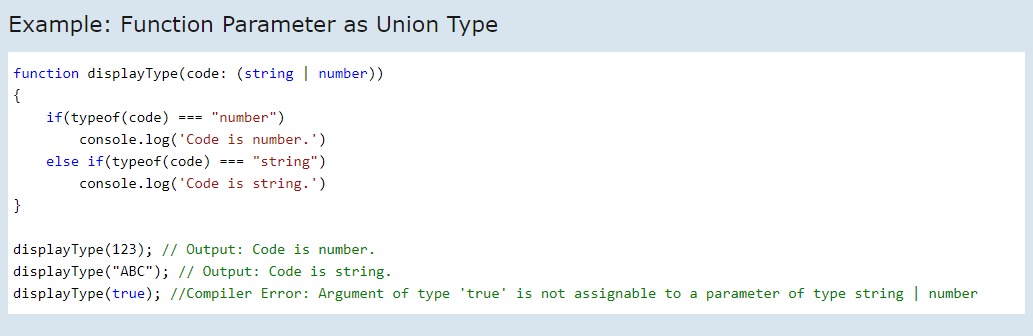 Example: Function Parameter as Union Type
function displayType(code: (string | number))
{
    if(typeof(code) === "number")
        console.log('Code is number.')
    else if(typeof(code) === "string")
        console.log('Code is string.')
}
displayType(123); // Output: Code is number.
displayType("ABC"); // Output: Code is string.
displayType(true); //Compiler Error: Argument of type 'true' is not assignable to a parameter of type string | number